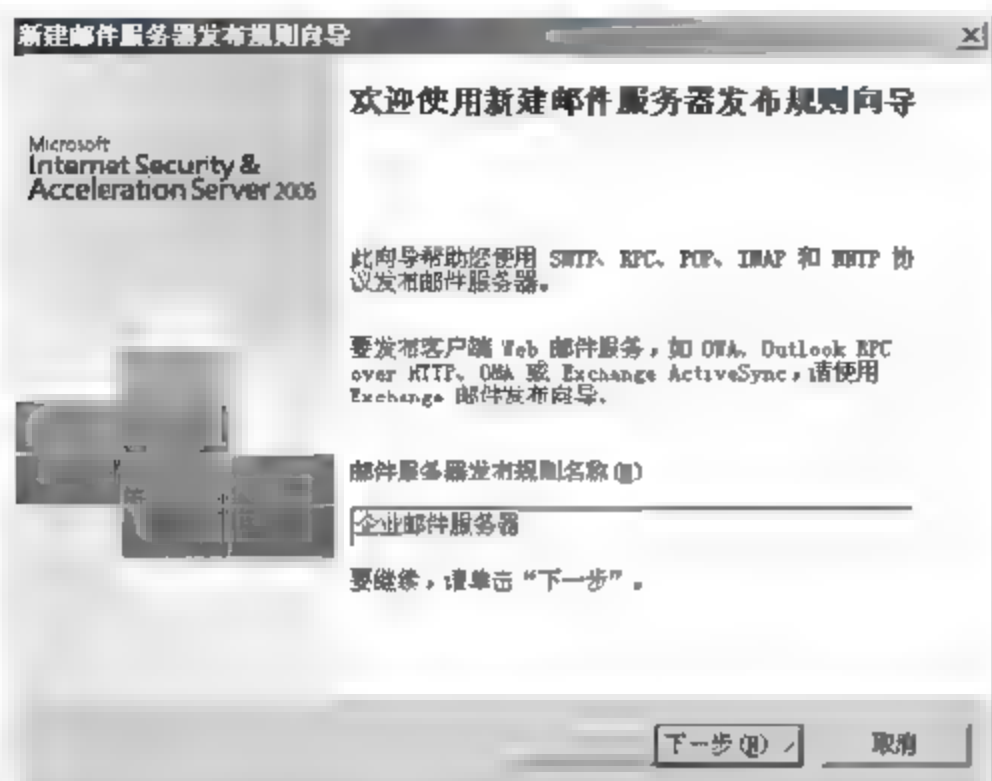 新建邮件服务器发布规则向导
欢迎使用新建邮件服务器发布规则向导
Microsoft
Internet Security &
Acceleration Server 2006
此向导帮助您使用 SMTP、RPC、POP、IMAP 和 NNTP 协
议发布邮件服务器。
要发布客户端 Web 邮件服务,如 OWA、Outlook RPC
over HTTP、OMA 或 Exchange ActiveSync,请使用
Exchange 邮件发布向导。
邮件服务器发布规则名称(N)
企业邮件服务器
要继续,请单击“下一步”。
下一步(N) 取消